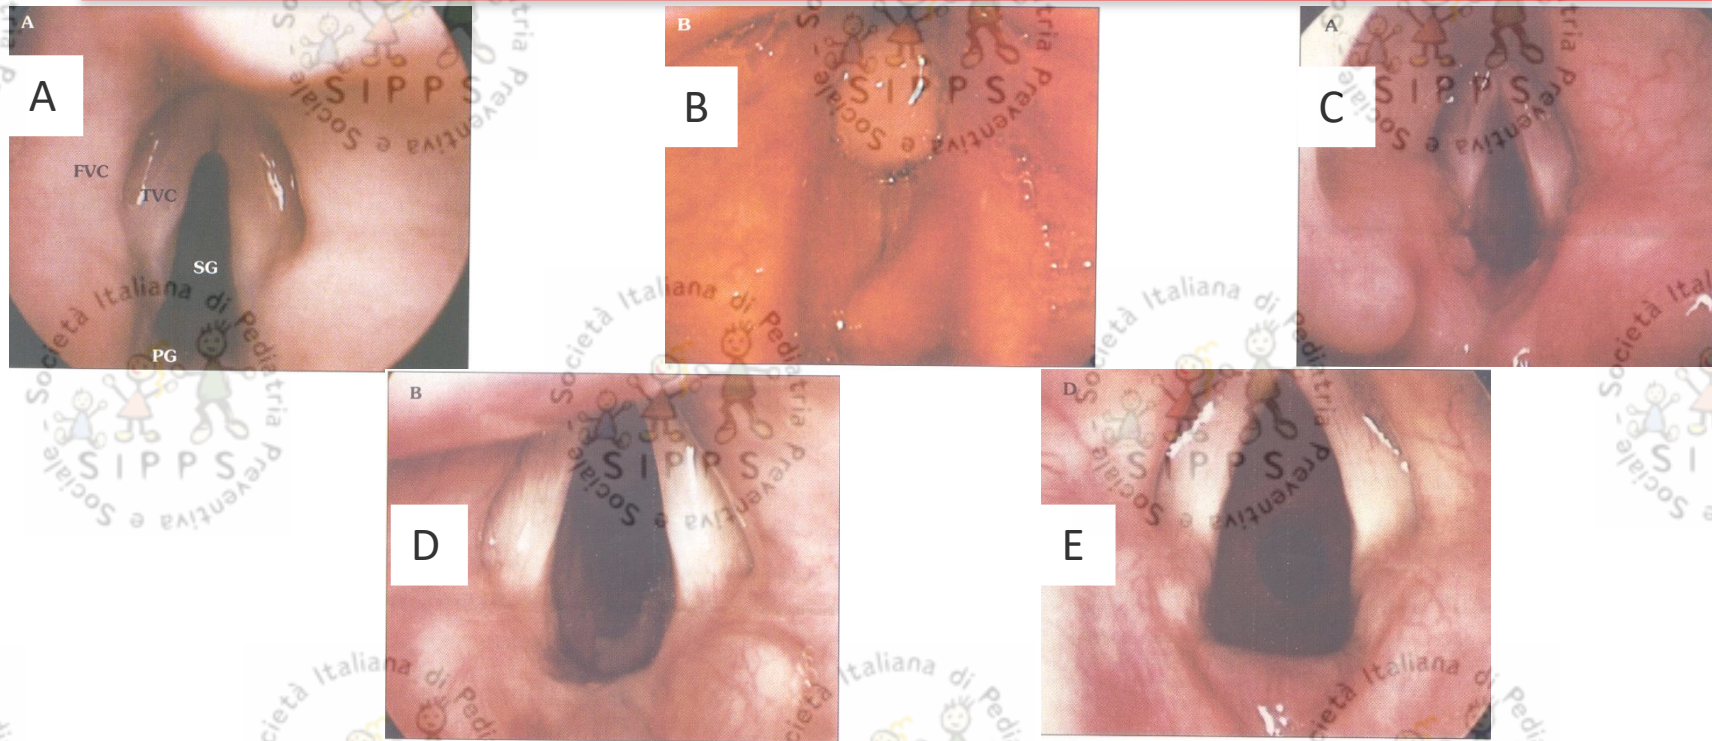 A
A
FVC
TVC
SG
PG
B
B
A
C
B
D
D
E
Società Italiana di Pediatria Preventiva e Sociale -
SIPPS